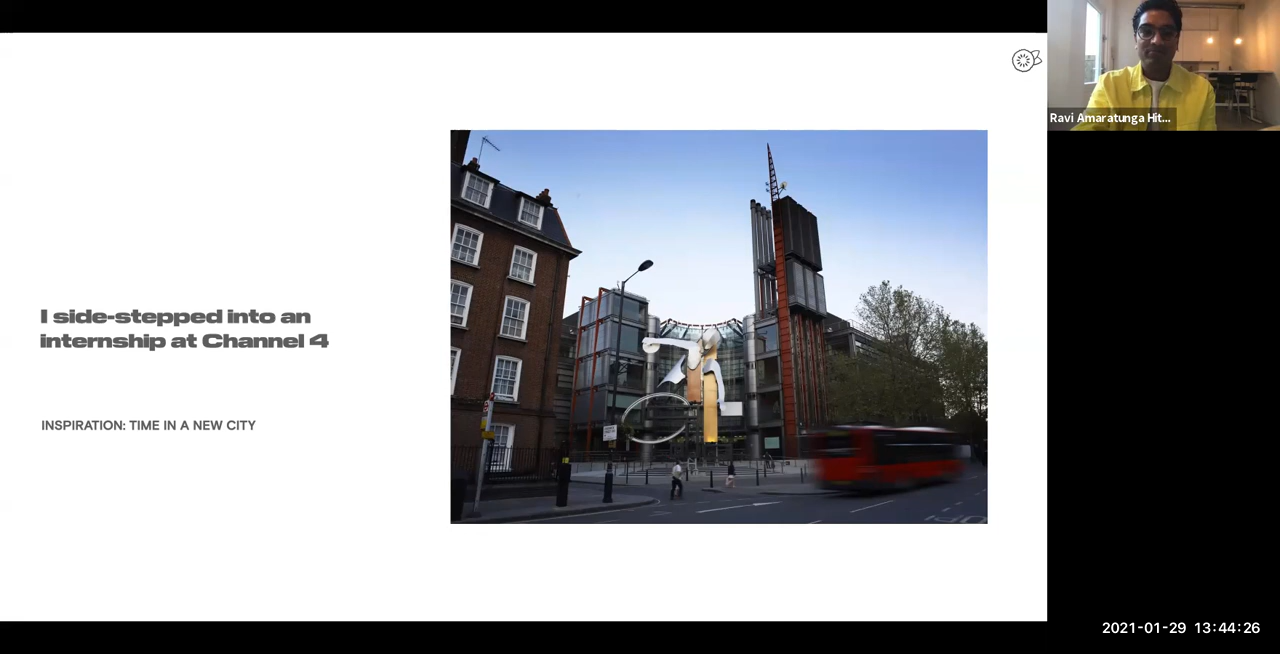 Ravi Amaratunga Hit...
I side-stepped into an
internship at Channel 4
INSPIRATION: TIME IN A NEW CITY
2021-01-29 13:44:26